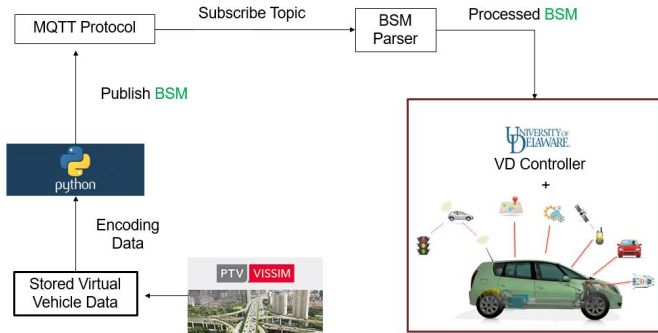 MQTT Protocol
Subscribe Topic
BSM
Parser
Processed BSM
Publish BSM
python
Encoding
Data
Stored Virtual
Vehicle Data
PTV VISSIM
UNIVERSITY OF
DELAWARE
VD Controller
+